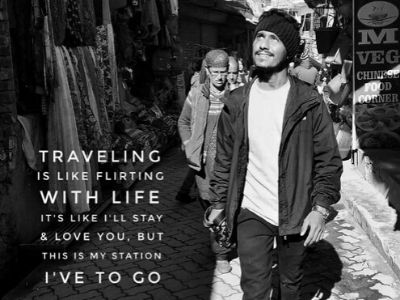 TRAVELING
IS LIKE FLIRTING
WITH LIFE
IT'S LIKE I'LL STAY
& LOVE YOU, BUT
THIS IS MY STATION
I'VE TO GO
M
VEG
CHINESE
FOOD
CORNER